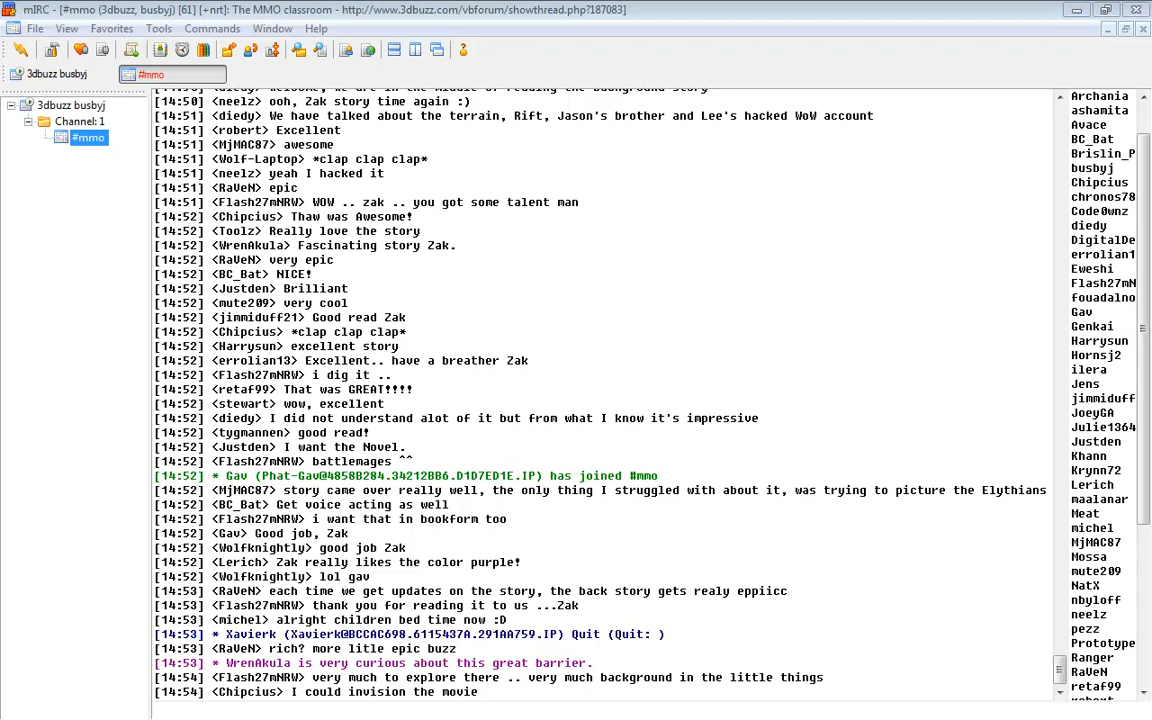 mIRC - [#mmo (3dbuzz, busbyj) [61] [+nrt]: The MMO classroom - http://www.3dbuzz.com/vbforum/showthread.php?187083]
File View Favorites Tools Commands Window Help
3dbuzz busbyj #mmo
3dbuzz busbyj
Channel: 1
#mmo
[14:50] <diedy> welcome, we are in the middle of reading the background story
[14:50] <neelz> ooh, Zak story time again :)
[14:51] <diedy> We have talked about the terrain, Rift, Jason's brother and Lee's hacked WoW account
[14:51] <robert> Excellent
[14:51] <MjMAC87> awesome
[14:51] <Wolf-Laptop> *clap clap clap*
[14:51] <neelz> yeah I hacked it
[14:51] <RaVeN> epic
[14:51] <Flash27mNRW> WOW .. zak .. you got some talent man
[14:52] <Chipcius> Thaw was Awesome!
[14:52] <Toolz> Really love the story
[14:52] <WrenAkula> Fascinating story Zak.
[14:52] <RaVeN> very epic
[14:52] <BC_Bat> NICE!
[14:52] <Justden> Brilliant
[14:52] <mute209> very cool
[14:52] <jimmiduff21> Good read Zak
[14:52] <Chipcius> *clap clap clap*
[14:52] <Harrysun> excellent story
[14:52] <errolian13> Excellent.. have a breather Zak
[14:52] <Flash27mNRW> i dig it ..
[14:52] <retaf99> That was GREAT!!!!
[14:52] <stewart> wow, excellent
[14:52] <diedy> I did not understand alot of it but from what I know it's impressive
[14:52] <tygmannen> good read!
[14:52] <Justden> I want the Novel.
[14:52] <Flash27mNRW> battlemages ^^
[14:52] * Gav (Phat-Gav@4858B284.34212BB6.D1D7ED1E.IP) has joined #mmo
[14:52] <MjMAC87> story came over really well, the only thing I struggled with about it, was trying to picture the Elythians
[14:52] <BC_Bat> Get voice acting as well
[14:52] <Flash27mNRW> i want that in bookform too
[14:52] <Gav> Good job, Zak
[14:52] <Wolfknightly> good job Zak
[14:52] <Lerich> Zak really likes the color purple!
[14:52] <Wolfknightly> lol gav
[14:53] <RaVeN> each time we get updates on the story, the back story gets realy eppiicc
[14:53] <Flash27mNRW> thank you for reading it to us ...Zak
[14:53] <michel> alright children bed time now :D
[14:53] * Xavierk (Xavierk@BCCAC698.6115437A.291AA759.IP) Quit (Quit: )
[14:53] <RaVeN> rich? more litle epic buzz
[14:53] * WrenAkula is very curious about this great barrier.
[14:54] <Flash27mNRW> very much to explore there .. very much background in the little things
[14:54] <Chipcius> I could invision the movie
Archania
ashamita
Avace
BC_Bat
Brislin_P
busbyj
Chipcius
chronos78
Code0wnz
diedy
DigitalDe
errolian1
Eweshi
Flash27mN
fouadalno
Gav
Genkai
Harrysun
Hornsj2
ilera
Jens
jimmiduff
JoeyGA
Julie1364
Justden
Khann
Krynn72
Lerich
maalanar
Meat
michel
MjMAC87
Mossa
mute209
NatX
nbyloff
neelz
pezz
Prototype
Ranger
RaVeN
retaf99